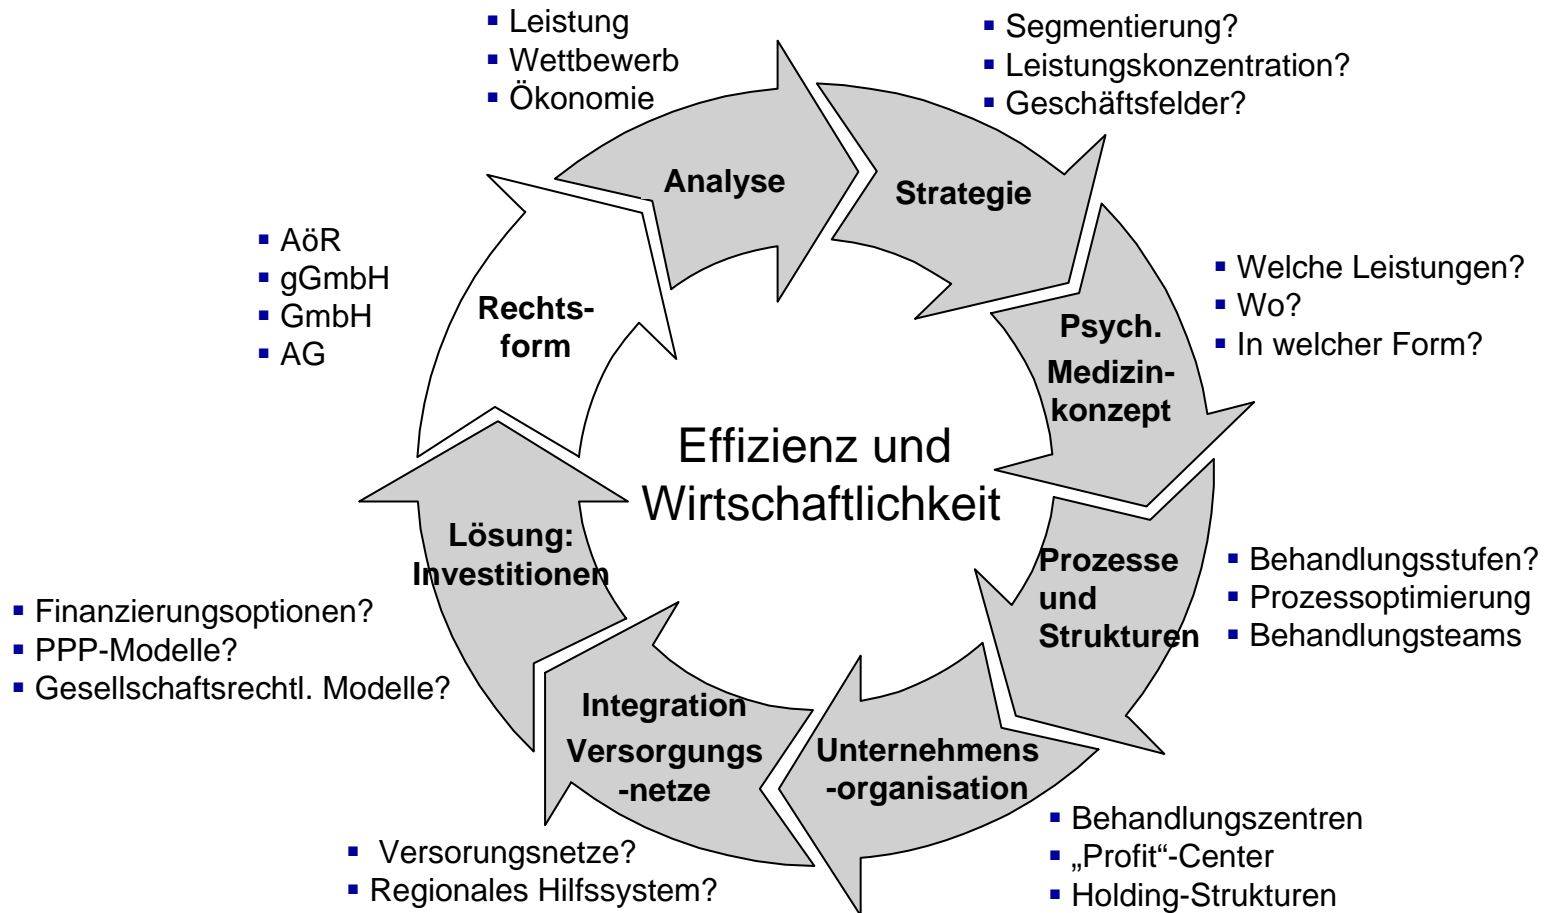 ▪ Leistung
▪ Wettbewerb
▪ Ökonomie
▪ Segmentierung?
▪ Leistungskonzentration?
▪ Geschäftsfelder?
Analyse
Strategie
▪ AöR
▪ gGmbH
▪ GmbH
▪ AG
Rechts-
form
Psych.
Medizin-
konzept
▪ Welche Leistungen?
▪ Wo?
▪ In welcher Form?
Effizienz und
Wirtschaftlichkeit
Lösung:
Investitionen
Prozesse
und
Strukturen
▪ Behandlungsstufen?
▪ Prozessoptimierung
▪ Behandlungsteams
▪ Finanzierungsoptionen?
▪ PPP-Modelle?
▪ Gesellschaftsrechtl. Modelle?
Integration
Versorgungs
-netze
Unternehmens
-organisation
▪ Versorungsnetze?
▪ Regionales Hilfssystem?
▪ Behandlungszentren
▪ „Profit“-Center
▪ Holding-Strukturen